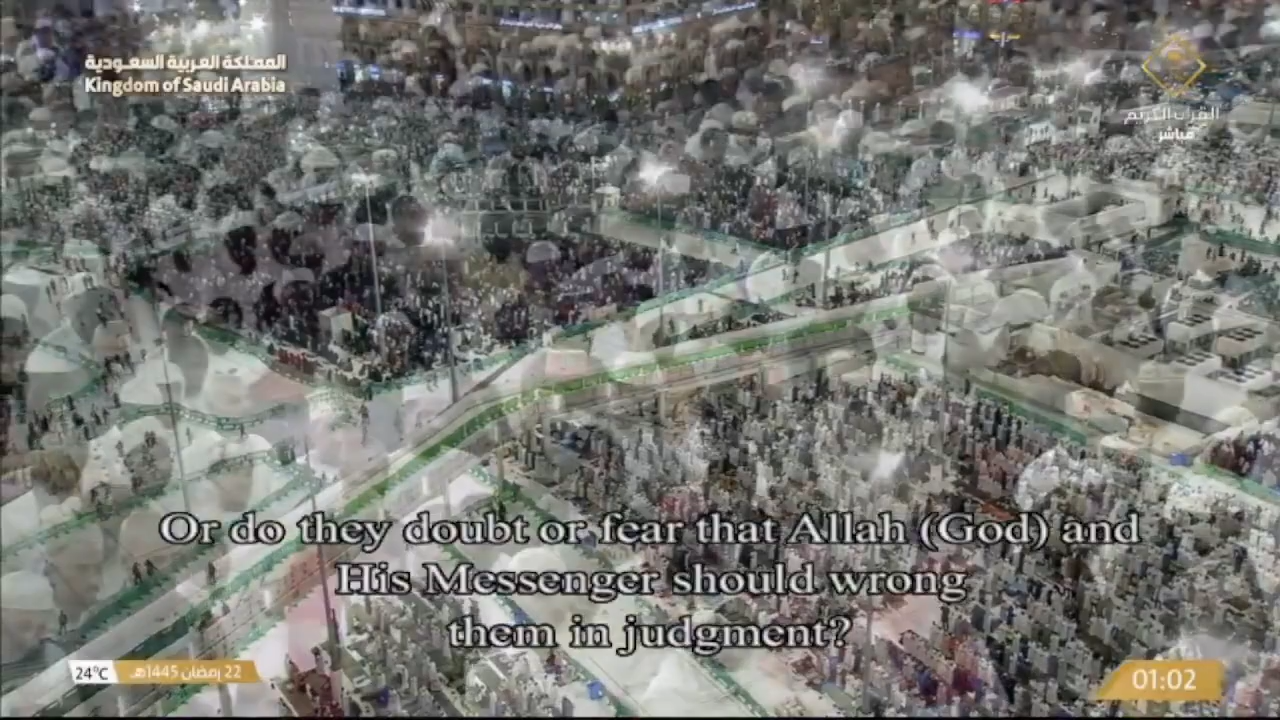 المملكة العربية السعودية
Kingdom of Saudi Arabia
القرآن الكريم
مباشر
Or do they doubt or fear that Allah (God) and
His Messenger should wrong
them in judgment?
24°C
22 رمضان 1445هـ
01:02